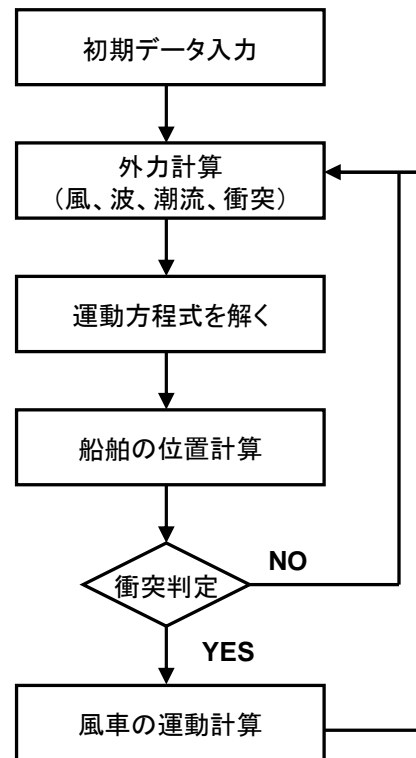 初期データ入力
外力計算
（風、波、潮流、衝突）
運動方程式を解く
船舶の位置計算
衝突判定
NO
YES
風車の運動計算